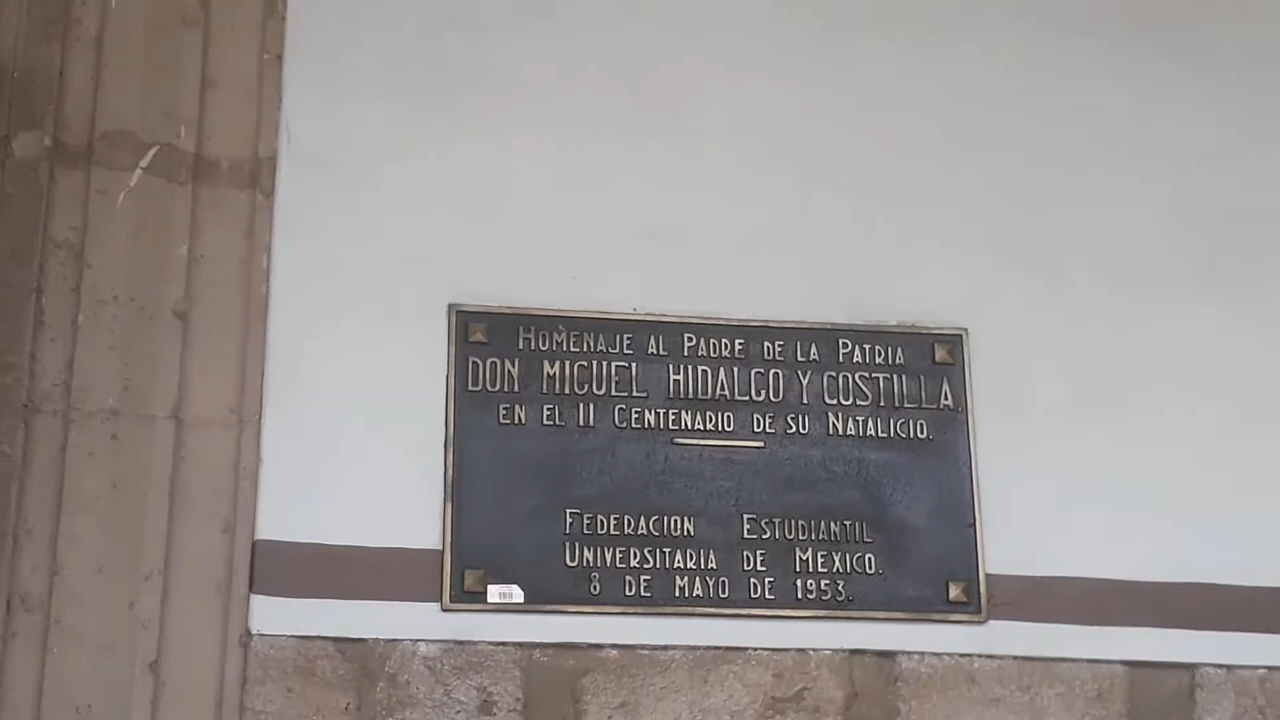 HOMENAJE AL PADRE DE LA PATRIA
DON MIGUEL HIDALGO Y COSTILLA.
EN EL II CENTENARIO DE SU NATALICIO.
FEDERACION ESTUDIANTIL
UNIVERSITARIA DE MEXICO.
8 DE MAYO DE 1953.